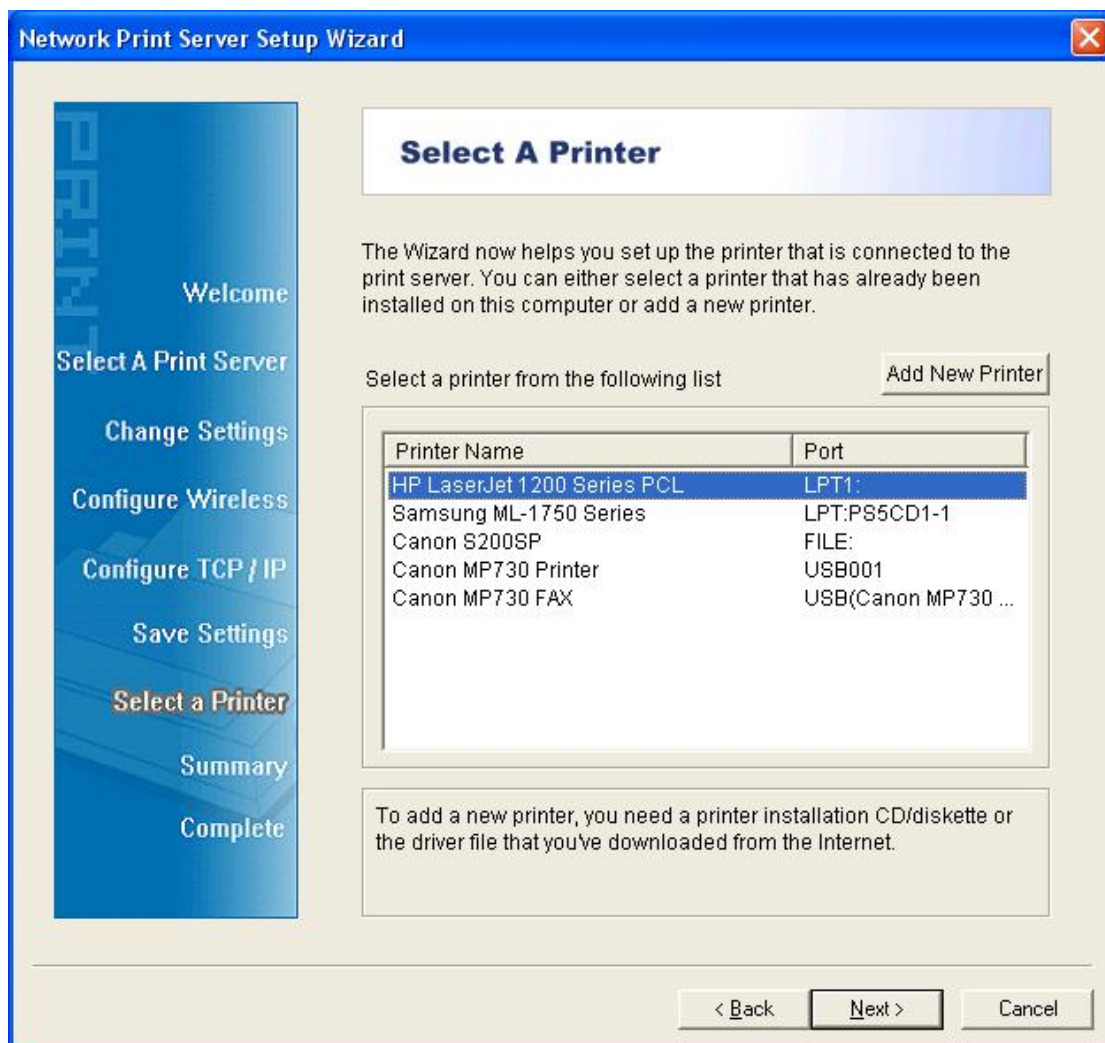 Network Print Server Setup Wizard
PRINT
Welcome
Select A Print Server
Change Settings
Configure Wireless
Configure TCP / IP
Save Settings
Select a Printer
Summary
Complete
Select A Printer
The Wizard now helps you set up the printer that is connected to the
print server. You can either select a printer that has already been
installed on this computer or add a new printer.
Select a printer from the following list
Add New Printer
Printer Name Port
HP LaserJet 1200 Series PCL LPT1:
Samsung ML-1750 Series LPT:PS5CD1-1
Canon S200SP FILE:
Canon MP730 Printer USB001
Canon MP730 FAX USB(Canon MP730 ...
To add a new printer, you need a printer installation CD/diskette or
the driver file that you've downloaded from the Internet.
< Back Next > Cancel